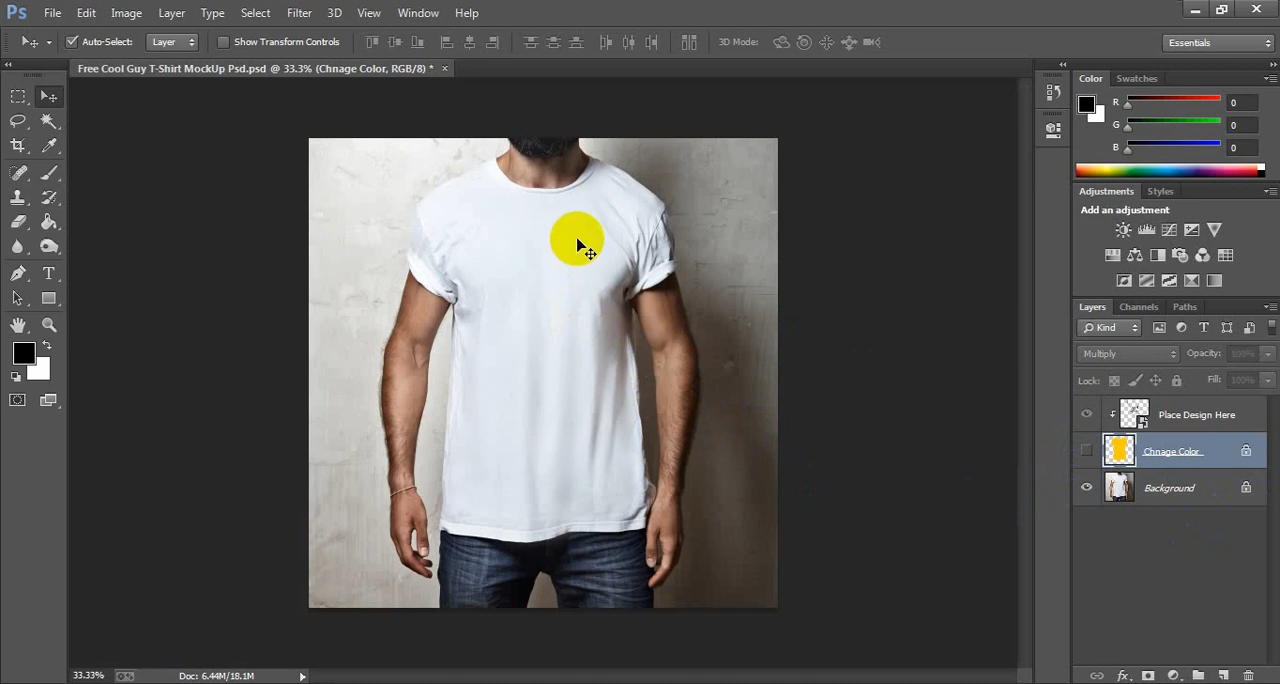 Ps File Edit Image Layer Type Select Filter 3D View Window Help
Auto-Select: Layer Show Transform Controls 3D Mode: Essentials
Free Cool Guy T-Shirt MockUp Psd.psd @ 33.3% (Chnage Color, RGB/8) * ×
Color Swatches
R 0
G 0
B 0
Adjustments Styles
Add an adjustment
Layers Channels Paths
Kind
Multiply Opacity: 100%
Lock: Fill: 100%
Place Design Here
Chnage Color
Background
33.33% Doc: 6.44M/18.1M